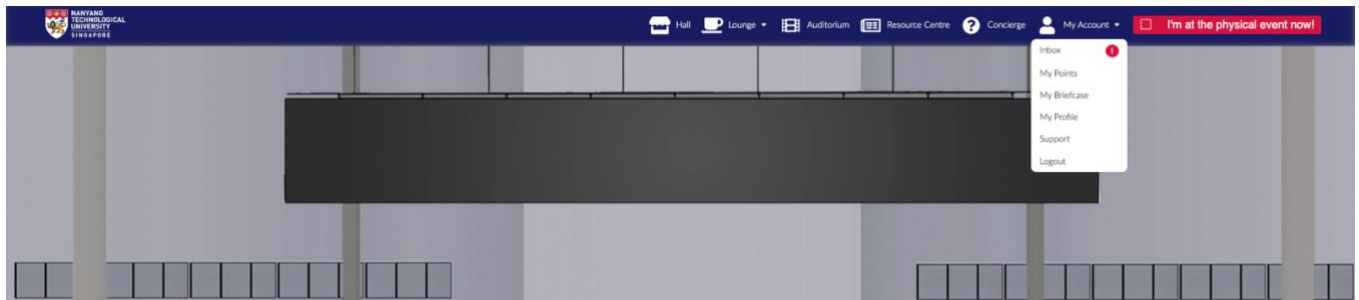 NANYANG
TECHNOLOGICAL
UNIVERSITY
SINGAPORE
Hall Lounge Auditorium Resource Centre ? Concierge My Account I'm at the physical event now!
Inbox !
My Points
My Briefcase
My Profile
Support
Logout